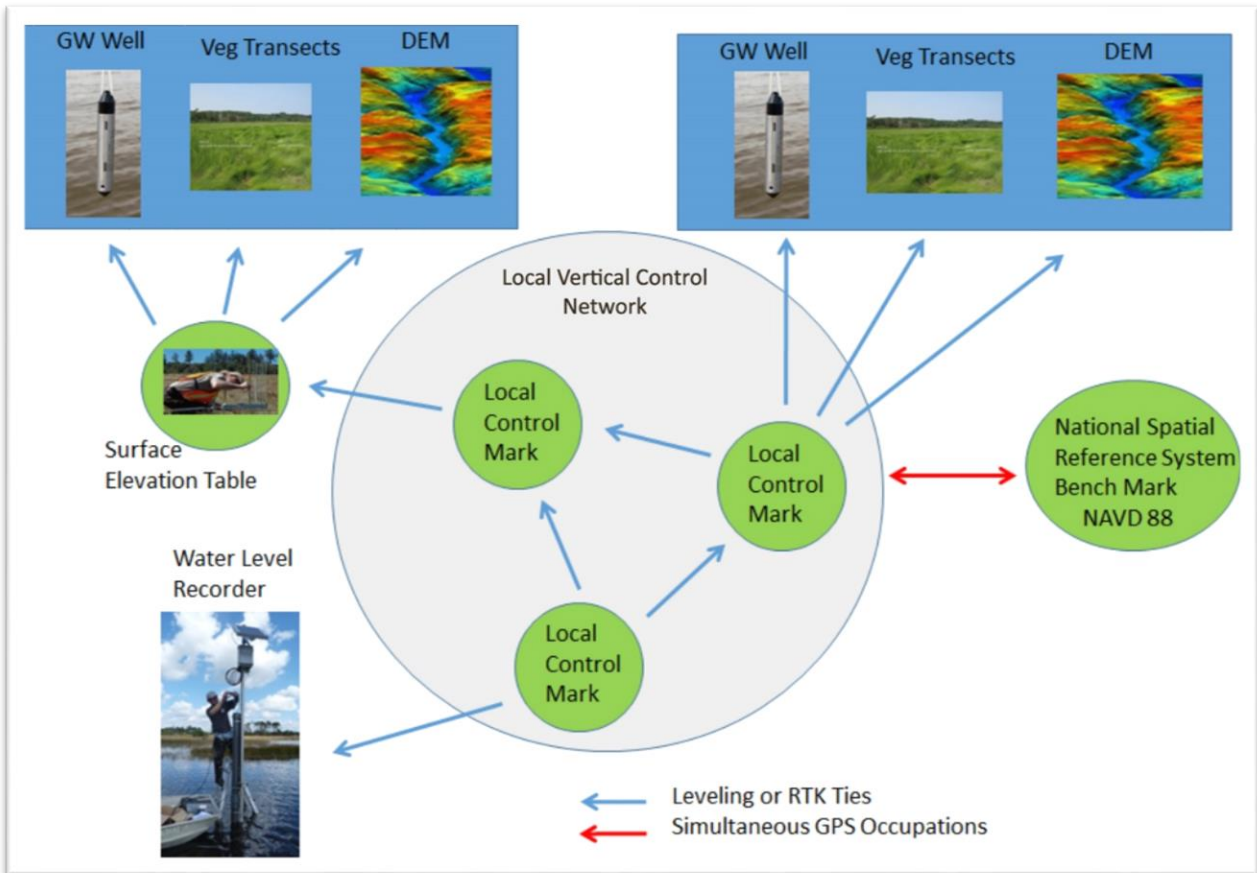 GW Well
Veg Transects
DEM
GW Well
Veg Transects
DEM
Local Vertical Control
Network
Local
Control
Mark
Local
Control
Mark
National Spatial
Reference System
Bench Mark
NAVD 88
Surface
Elevation Table
Water Level
Recorder
Local
Control
Mark
Leveling or RTK Ties
Simultaneous GPS Occupations